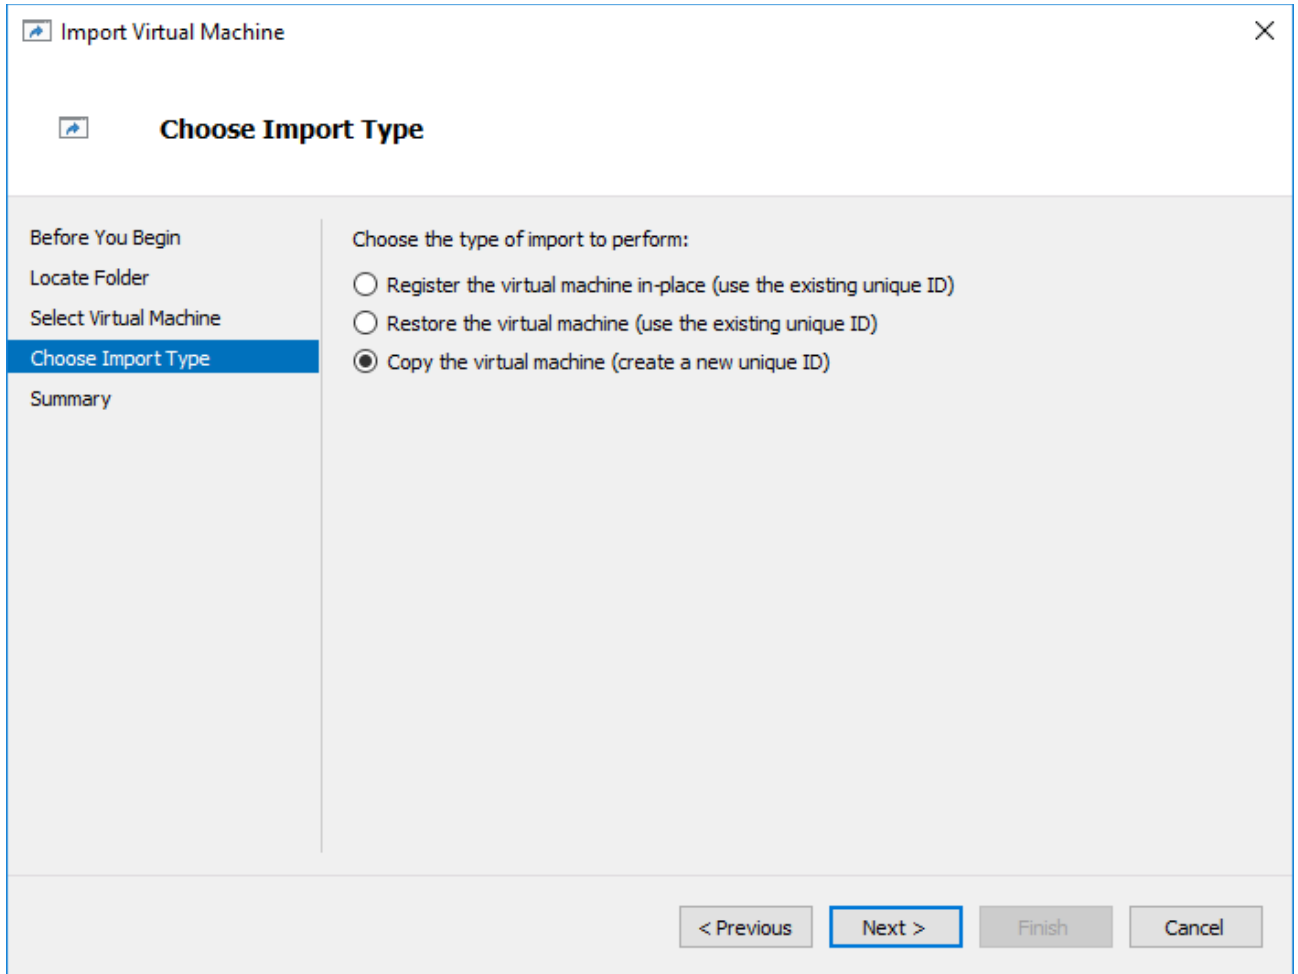 Import Virtual Machine
Choose Import Type
Before You Begin
Locate Folder
Select Virtual Machine
Choose Import Type
Summary
Choose the type of import to perform:
Register the virtual machine in-place (use the existing unique ID)
Restore the virtual machine (use the existing unique ID)
Copy the virtual machine (create a new unique ID)
< Previous
Next >
Finish
Cancel